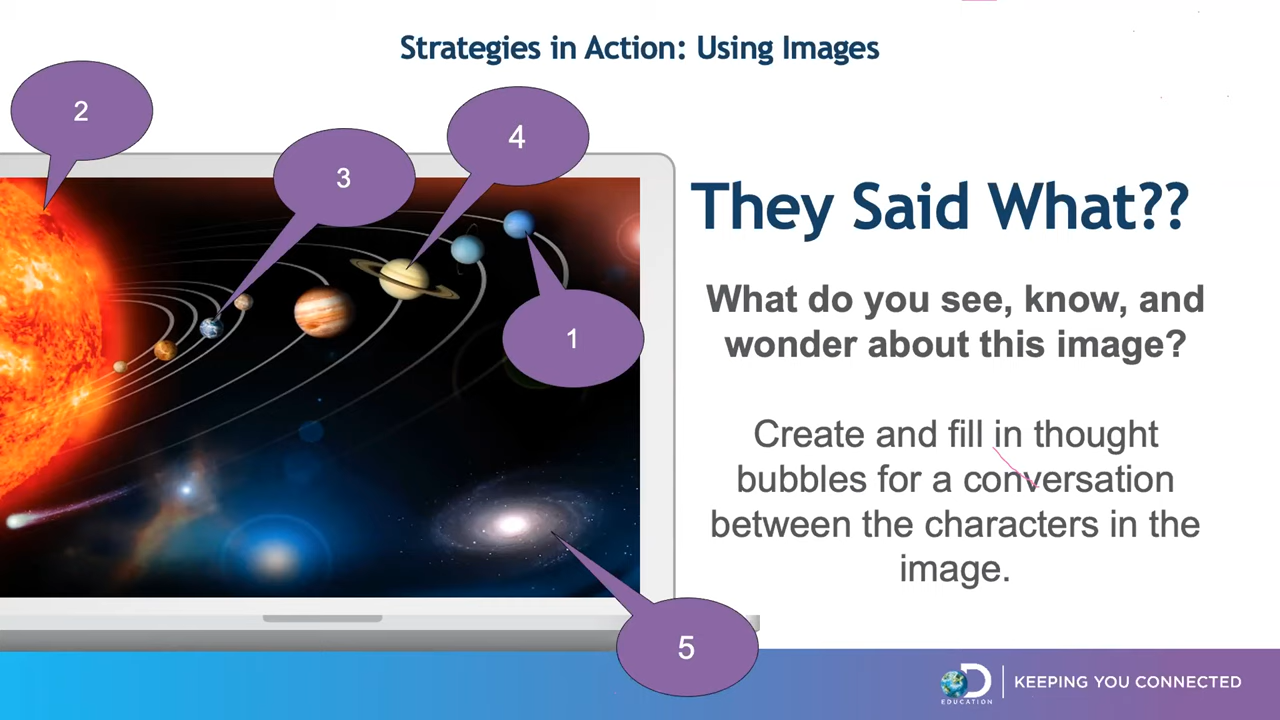 Strategies in Action: Using Images
2
4
3
They Said What??
What do you see, know, and
wonder about this image?
1
Create and fill in thought
bubbles for a conversation
between the characters in the
image.
5
D
EDUCATION
KEEPING YOU CONNECTED